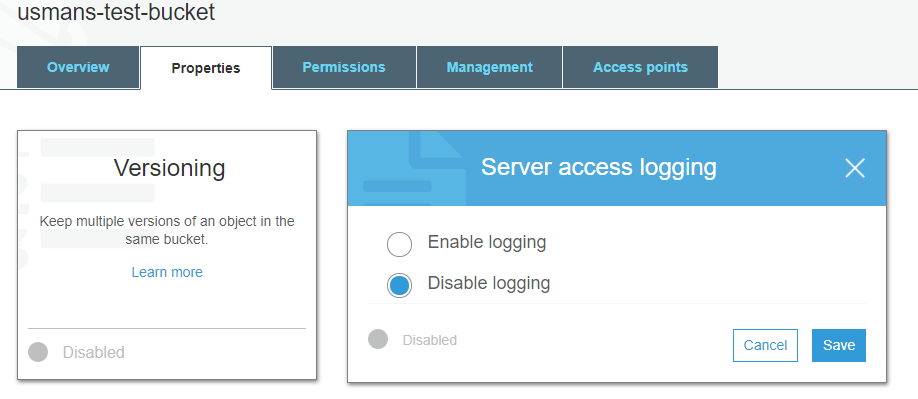 usmans-test-bucket
Overview
Properties
Permissions
Management
Access points
Versioning
Keep multiple versions of an object in the
same bucket.
Learn more
Disabled
Server access logging
Enable logging
Disable logging
Disabled
Cancel
Save